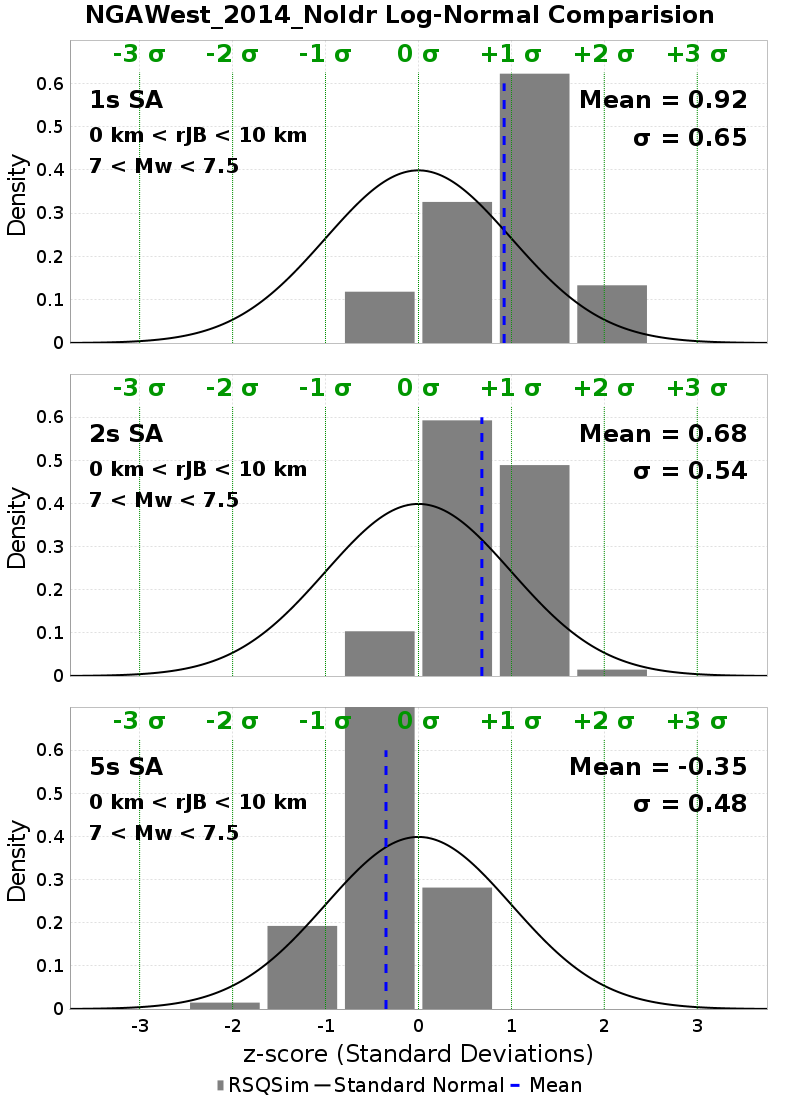 NGAWest_2014_NoIdr Log-Normal Comparision
-3 σ -2 σ -1 σ 0 σ +1 σ +2 σ +3 σ
1s SA
Mean = 0.92
0 km < rJB < 10 km
σ = 0.65
7 < Mw < 7.5
0.6
0.5
0.4
0.3
0.2
0.1
0
Density
-3 σ -2 σ -1 σ 0 σ +1 σ +2 σ +3 σ
2s SA
Mean = 0.68
0 km < rJB < 10 km
σ = 0.54
7 < Mw < 7.5
0.6
0.5
0.4
0.3
0.2
0.1
0
Density
-3 σ -2 σ -1 σ 0 σ +1 σ +2 σ +3 σ
5s SA
Mean = -0.35
0 km < rJB < 10 km
σ = 0.48
7 < Mw < 7.5
0.6
0.5
0.4
0.3
0.2
0.1
0
Density
-3 -2 -1 0 1 2 3
z-score (Standard Deviations)
RSQSim Standard Normal Mean